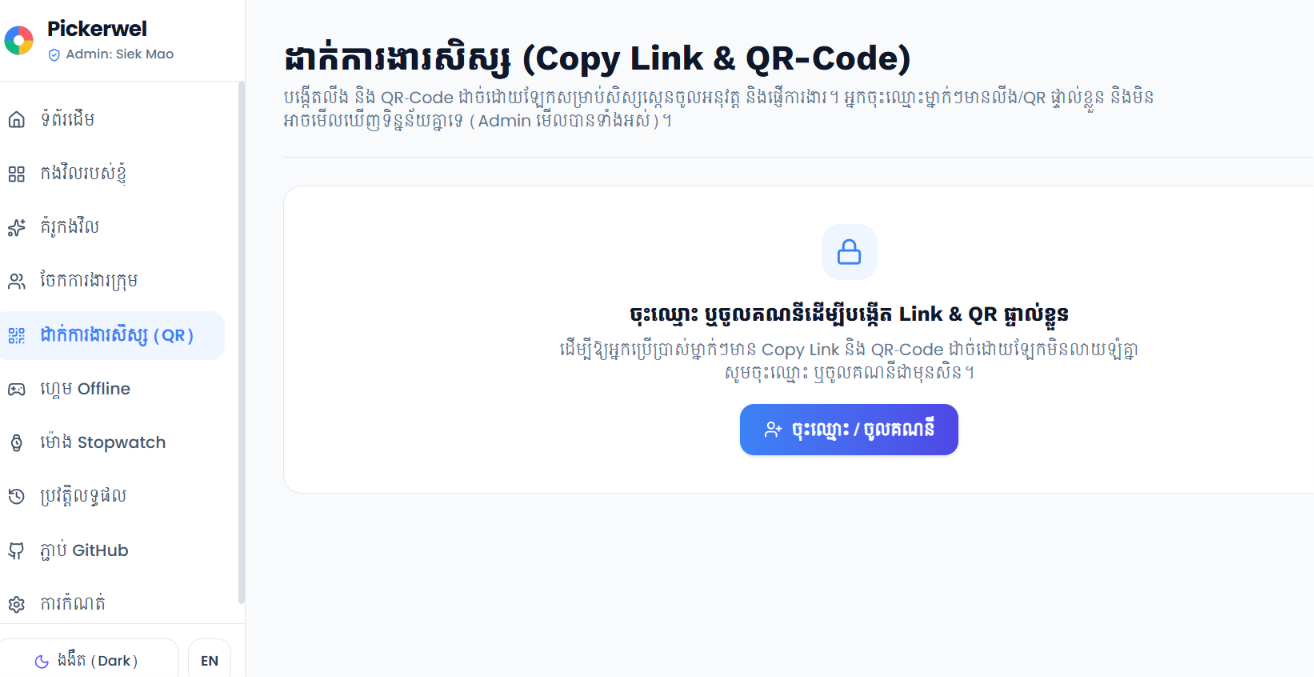 Pickerwel
Admin: Siek Mao
ទំព័រដើម
កងវិលរបស់ខ្ញុំ
គំរូកងវិល
ចែកការងារក្រុម
ដាក់ការងារសិស្ស (QR)
ហ្គេម Offline
ម៉ោង Stopwatch
ប្រវត្តិលទ្ធផល
ភ្ជាប់ GitHub
ការកំណត់
ងងឹត (Dark)
EN
ដាក់ការងារសិស្ស (Copy Link & QR-Code)
បង្កើតលីង និង QR-Code ដាច់ដោយឡែកសម្រាប់សិស្សស្កេនចូលអនុវត្ត និងផ្ញើការងារ។ អ្នកចុះឈ្មោះម្នាក់ៗមានលីង/QR ផ្ទាល់ខ្លួន និងមិន
អាចមើលឃើញទិន្នន័យគ្នាទេ (Admin មើលបានទាំងអស់)។
ចុះឈ្មោះ ឬចូលគណនីដើម្បីបង្កើត Link & QR ផ្ទាល់ខ្លួន
ដើម្បីឱ្យអ្នកប្រើប្រាស់ម្នាក់ៗមាន Copy Link និង QR-Code ដាច់ដោយឡែកមិនលាយឡំគ្នា
សូមចុះឈ្មោះ ឬចូលគណនីជាមុនសិន។
ចុះឈ្មោះ / ចូលគណនី